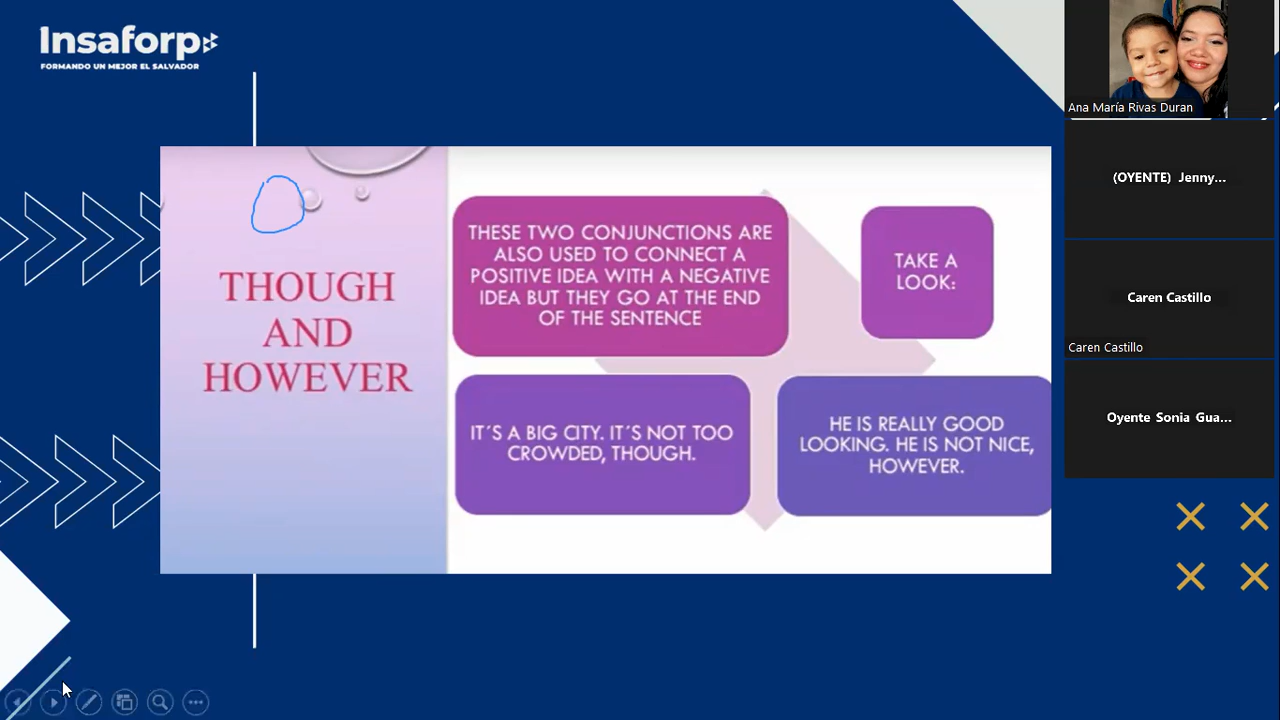 Insaforp
FORMANDO UN MEJOR EL SALVADOR
THOUGH
AND
HOWEVER
THESE TWO CONJUNCTIONS ARE
ALSO USED TO CONNECT A
POSITIVE IDEA WITH A NEGATIVE
IDEA BUT THEY GO AT THE END
OF THE SENTENCE
TAKE A
LOOK:
IT´S A BIG CITY. IT´S NOT TOO
CROWDED, THOUGH.
HE IS REALLY GOOD
LOOKING. HE IS NOT NICE,
HOWEVER.
Ana María Rivas Duran
(OYENTE) Jenny...
Caren Castillo
Caren Castillo
Oyente Sonia Gua...